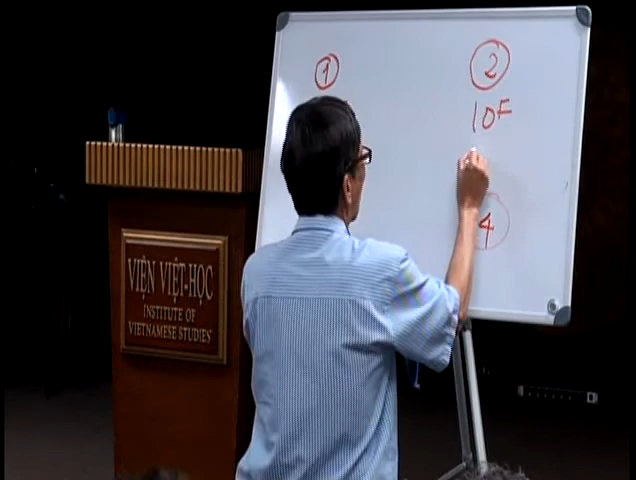 ①
②
10F
4
VIỆN VIỆT-HỌC
INSTITUTE OF
VIETNAMESE STUDIES